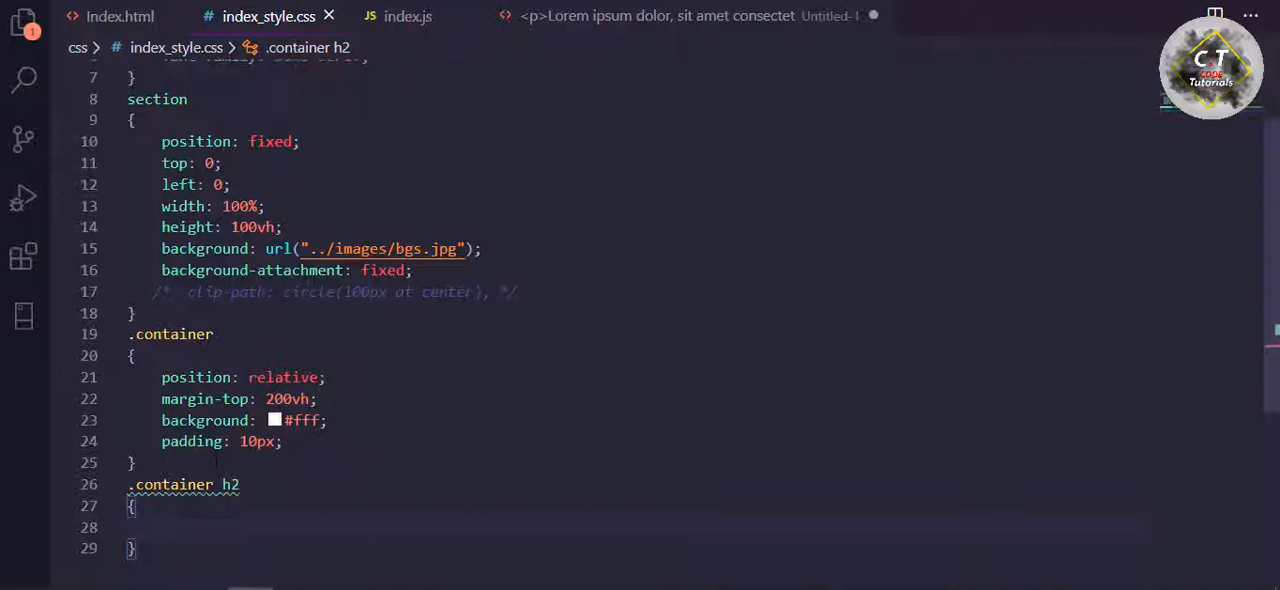 1
Index.html
# index_style.css ×
JS index.js
<> <p>Lorem ipsum dolor, sit amet consectetUntitled-1
...
C.T
CODE
Tutorials
css > # index_style.css > .container h2
7 }
8 section
9 {
10 position: fixed;
11 top: 0;
12 left: 0;
13 width: 100%;
14 height: 100vh;
15 background: url("../images/bgs.jpg");
16 background-attachment: fixed;
17 /* clip-path: circle(100px at center), */
18 }
19 .container
20 {
21 position: relative;
22 margin-top: 200vh;
23 background: #fff;
24 padding: 10px;
25 }
26 .container h2
27 {
28
29 }